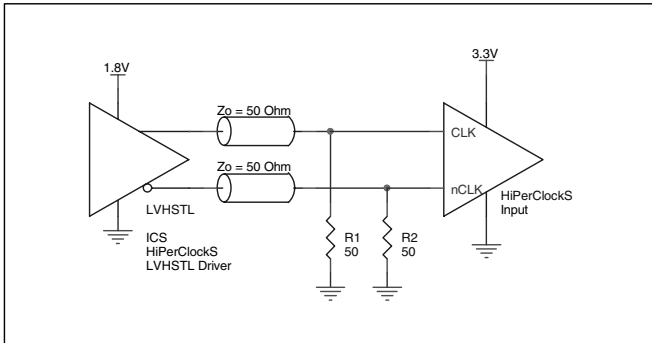 1.8V
3.3V
Zo = 50 Ohm
CLK
Zo = 50 Ohm
nCLK
LVHSTL
HiPerClockS
Input
ICS
HiPerClockS
LVHSTL Driver
R1
50
R2
50